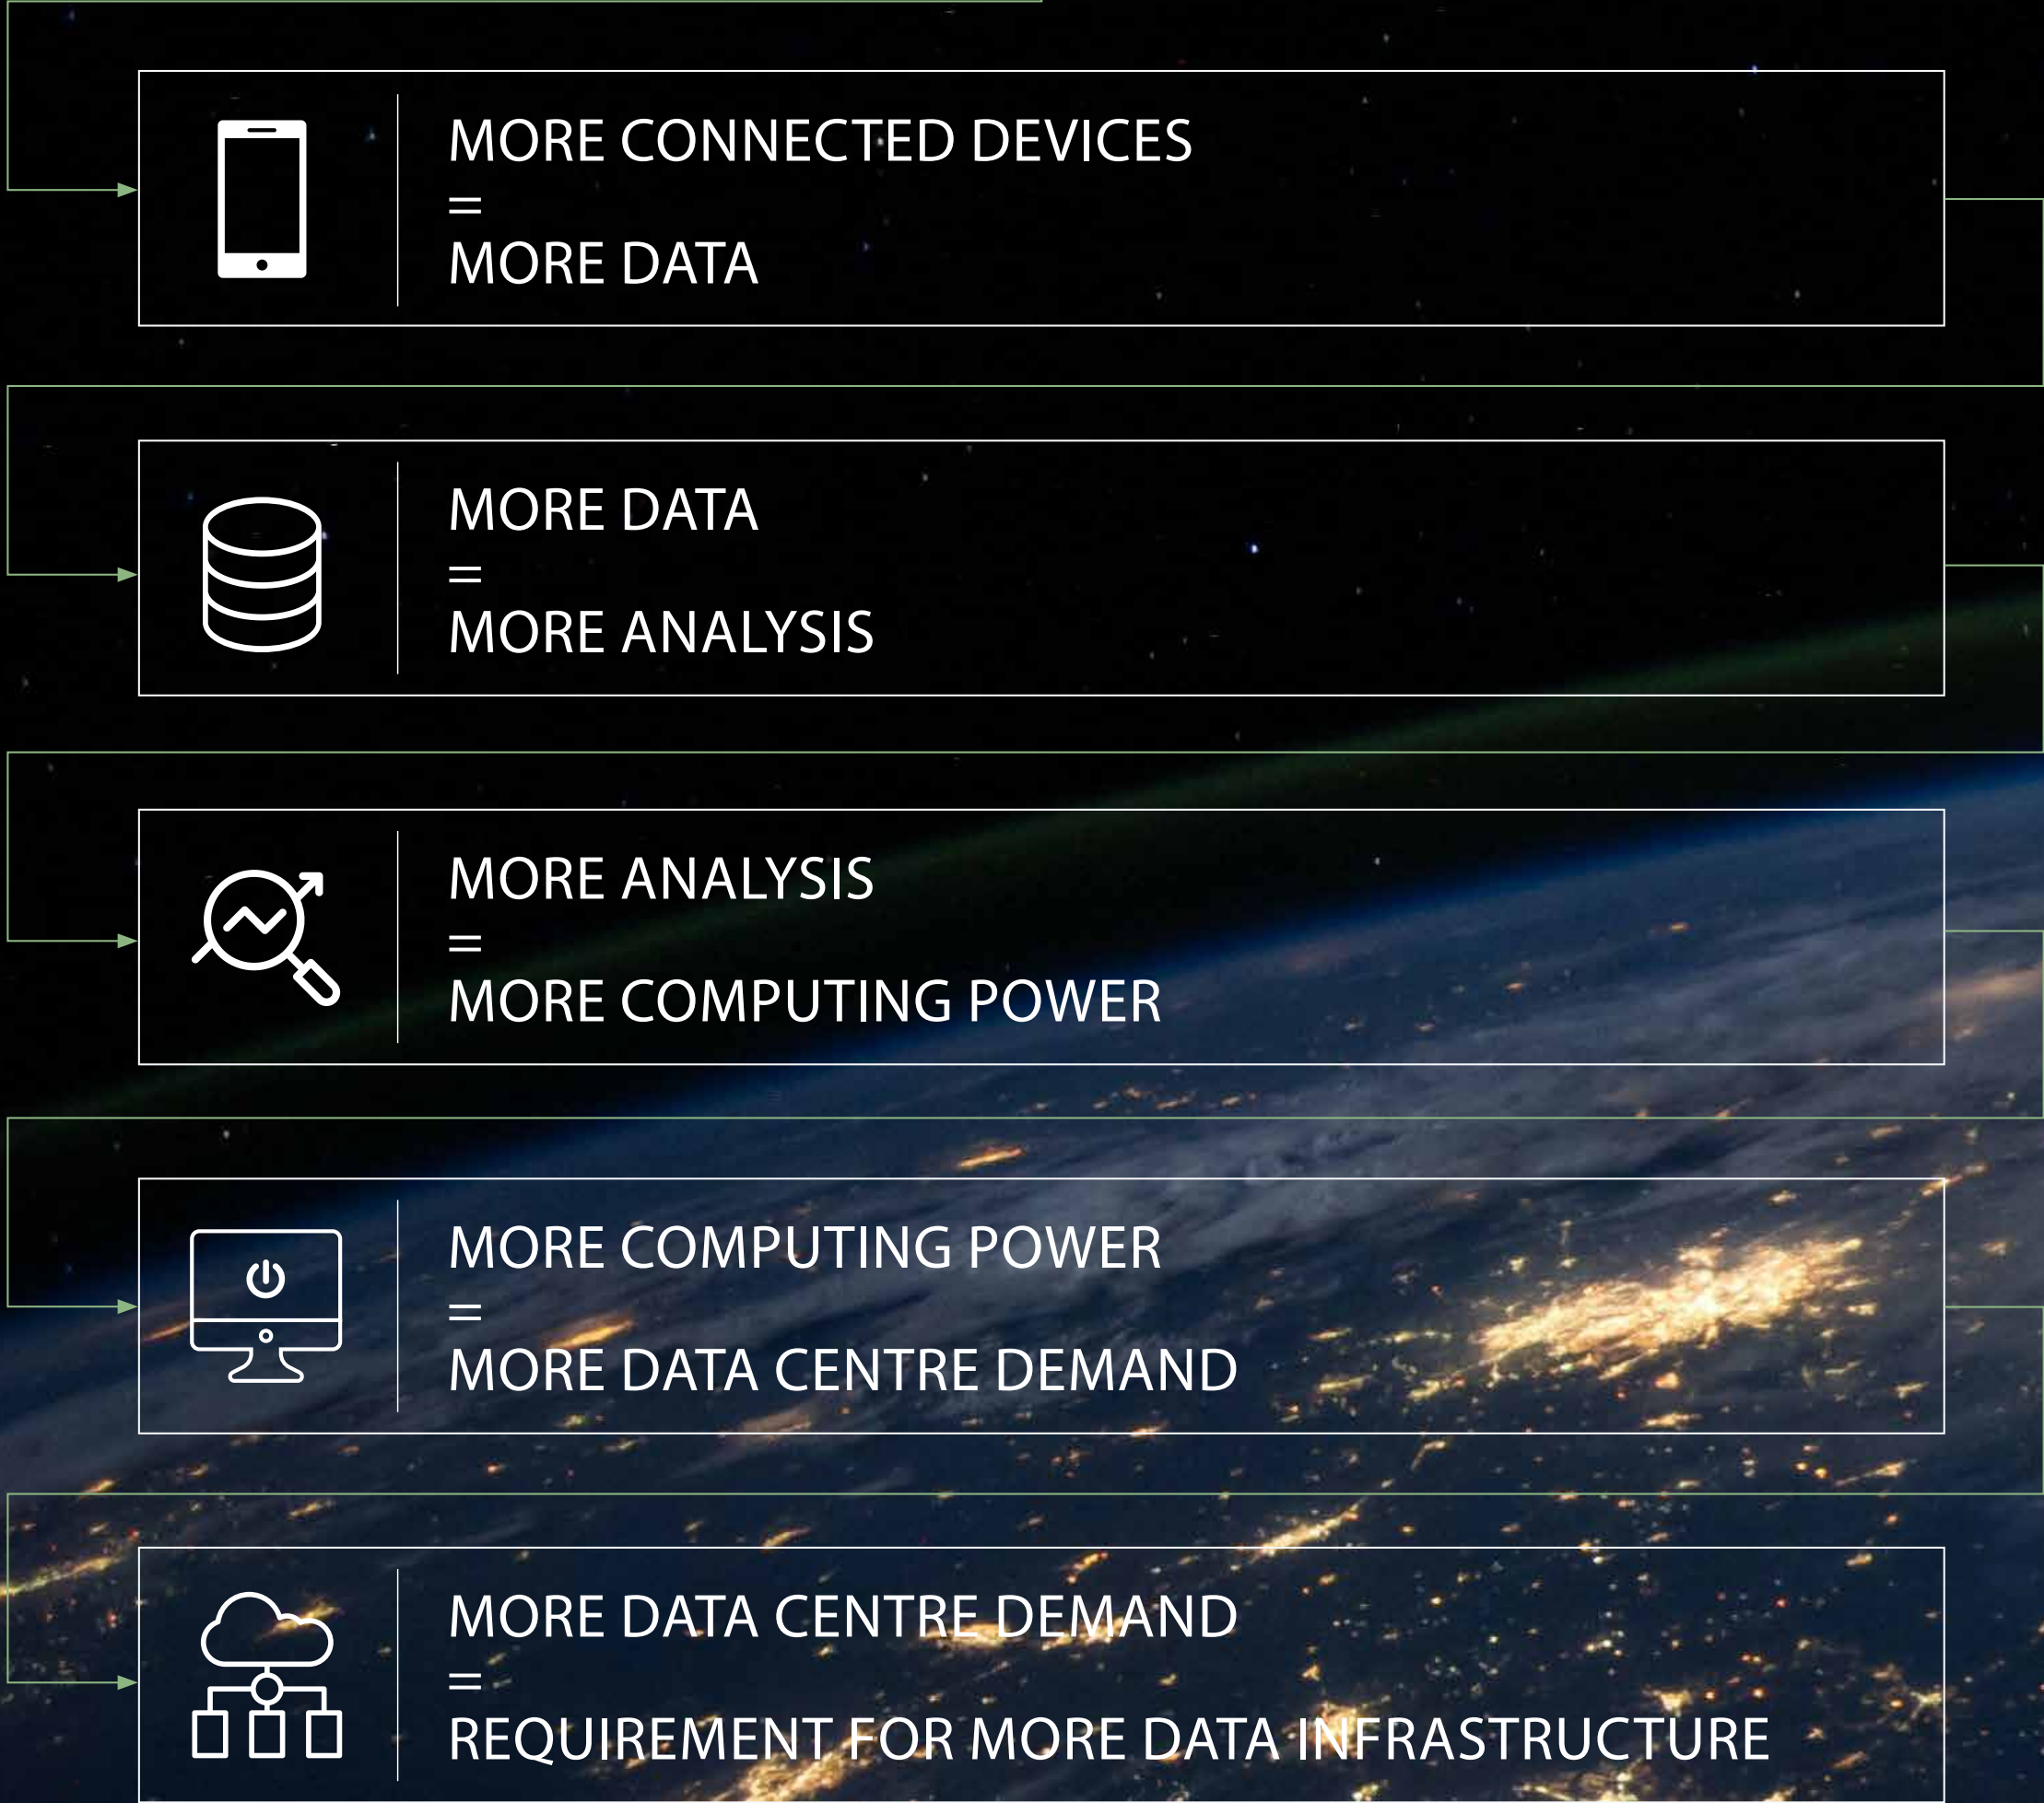 MORE CONNECTED DEVICES
=
MORE DATA
MORE DATA
=
MORE ANALYSIS
MORE ANALYSIS
=
MORE COMPUTING POWER
MORE COMPUTING POWER
=
MORE DATA CENTRE DEMAND
MORE DATA CENTRE DEMAND
=
REQUIREMENT FOR MORE DATA INFRASTRUCTURE